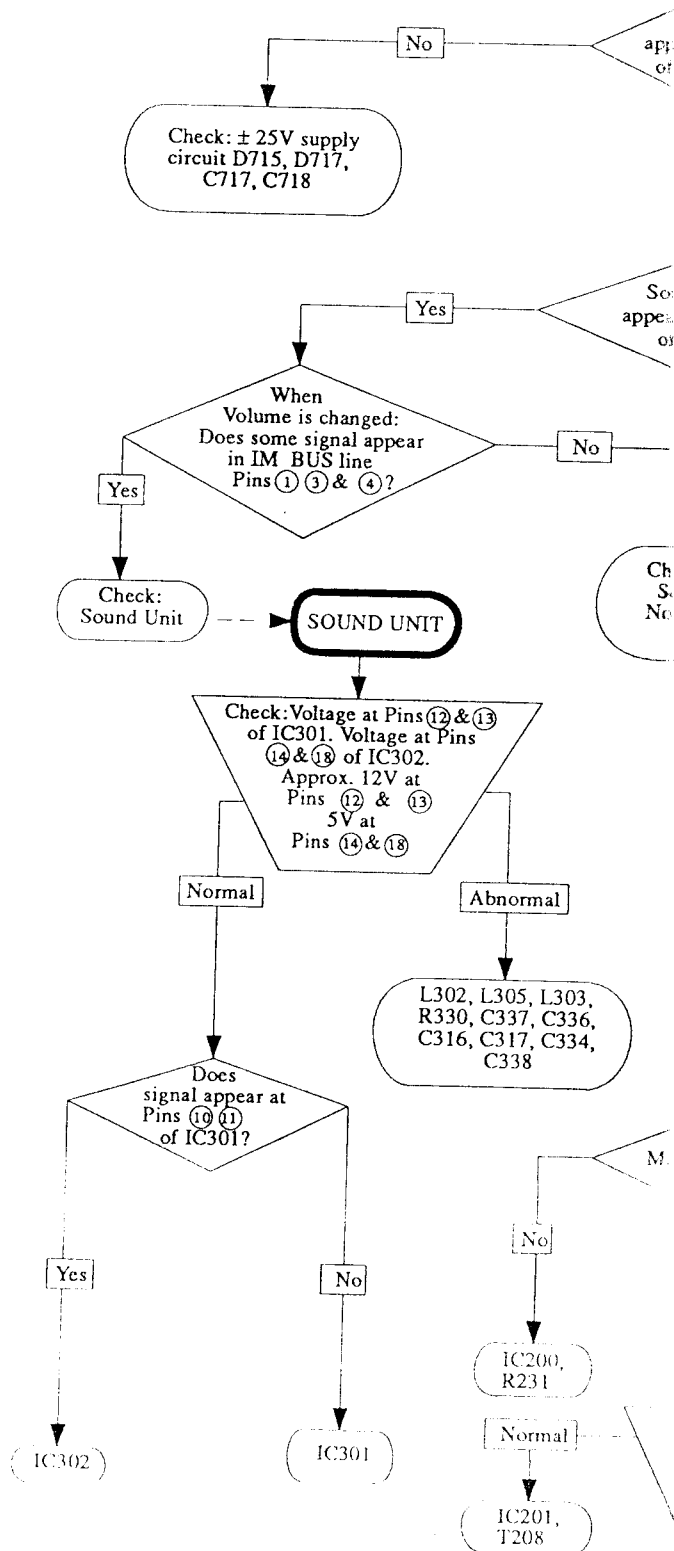 No
Check: ± 25V supply
circuit D715, D717,
C717, C718
Yes
When
Volume is changed:
Does some signal appear
in IM BUS line
Pins ① ③ & ④ ?
No
Yes
Check:
Sound Unit
SOUND UNIT
Check:Voltage at Pins ⑫ & ⑬
of IC301. Voltage at Pins
⑭ & ⑱ of IC302.
Approx. 12V at
Pins ⑫ & ⑬
5V at
Pins ⑭ & ⑱
Normal
Abnormal
L302, L305, L303,
R330, C337, C336,
C316, C317, C334,
C338
Does
signal appear at
Pins ⑩ ⑪
of IC301?
Yes
No
No
IC200,
R231
IC302
IC301
Normal
IC201,
T208